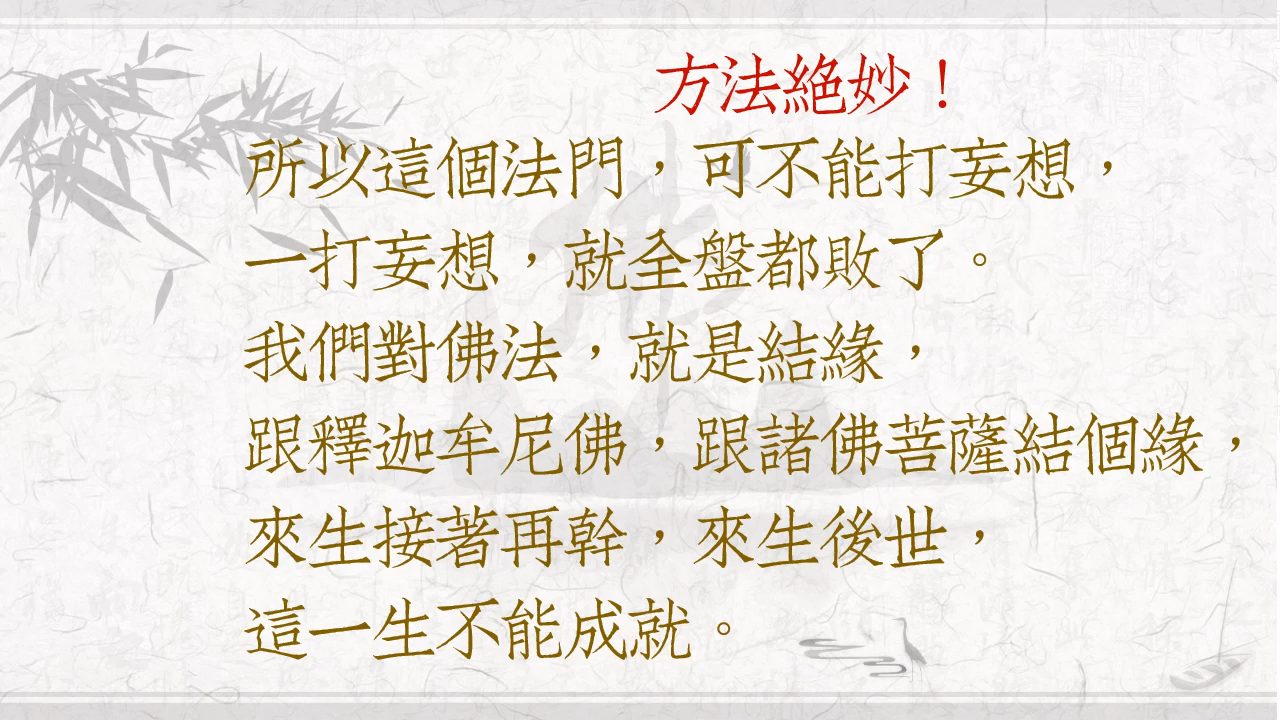 方法絕妙！
所以這個法門，可不能打妄想，
一打妄想，就全盤都敗了。
我們對佛法，就是結緣，
跟釋迦牟尼佛，跟諸佛菩薩結個緣，
來生接著再幹，來生後世，
這一生不能成就。
佛